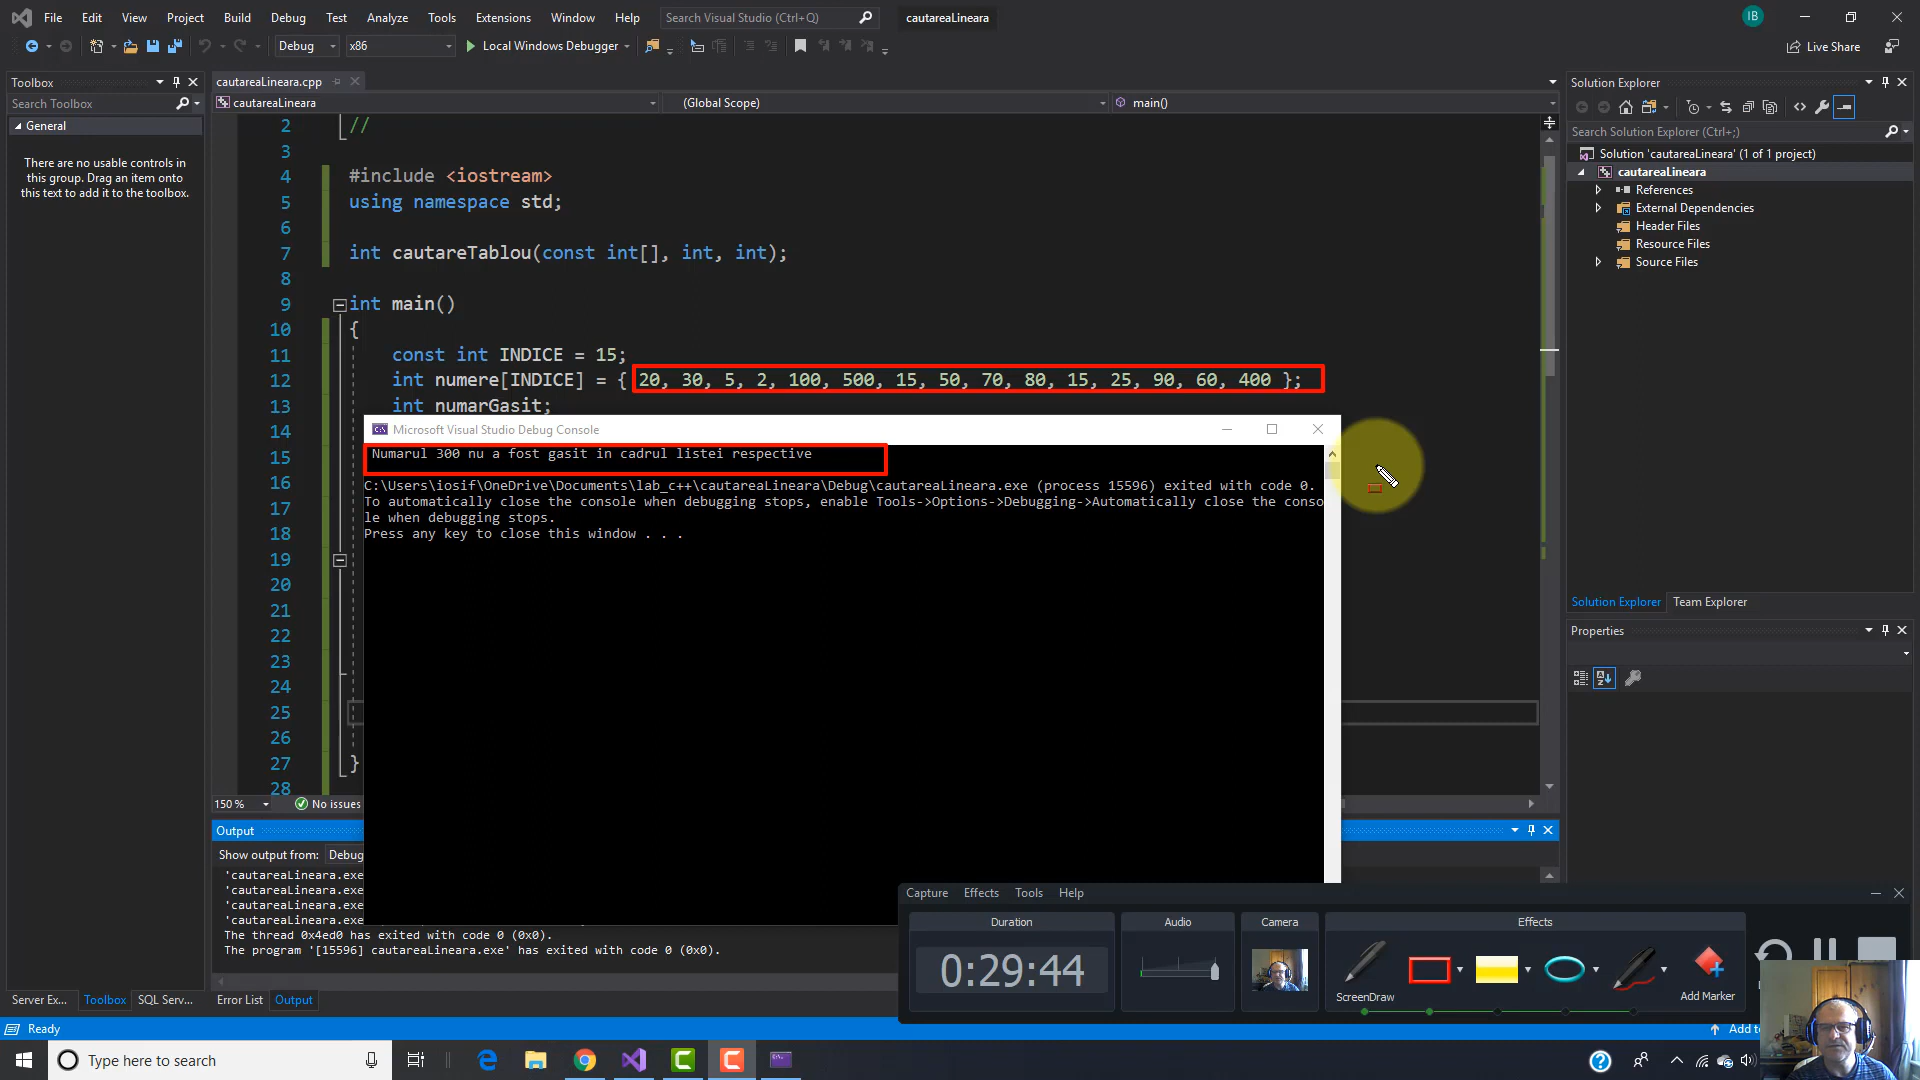 File Edit View Project Build Debug Test Analyze Tools Extensions Window Help Search Visual Studio (Ctrl+Q) cautareaLineara IB
Debug x86 Local Windows Debugger Live Share
Toolbox
Search Toolbox
General
There are no usable controls in
this group. Drag an item onto
this text to add it to the toolbox.
cautareaLineara.cpp
cautareaLineara (Global Scope) main()
2 //
3
4 #include <iostream>
5 using namespace std;
6
7 int cautareTablou(const int[], int, int);
8
9 int main()
10 {
11 const int INDICE = 15;
12 int numere[INDICE] = { 20, 30, 5, 2, 100, 500, 15, 50, 70, 80, 15, 25, 90, 60, 400 };
13 int numarGasit;
14
15
16
17
18
19
20
21
22
23
24
25
26
27 }
28
Microsoft Visual Studio Debug Console
Numarul 300 nu a fost gasit in cadrul listei respective
C:\Users\iosif\OneDrive\Documents\lab_c++\cautareaLineara\Debug\cautareaLineara.exe (process 15596) exited with code 0.
To automatically close the console when debugging stops, enable Tools->Options->Debugging->Automatically close the conso
le when debugging stops.
Press any key to close this window . . .
150 % No issues
Output
Show output from: Debug
'cautareaLineara.exe
'cautareaLineara.exe
'cautareaLineara.exe
'cautareaLineara.exe
The thread 0x4ed0 has exited with code 0 (0x0).
The program '[15596] cautareaLineara.exe' has exited with code 0 (0x0).
Server Ex... Toolbox SQL Serv... Error List Output
Solution Explorer
Search Solution Explorer (Ctrl+;)
Solution 'cautareaLineara' (1 of 1 project)
cautareaLineara
References
External Dependencies
Header Files
Resource Files
Source Files
Solution Explorer Team Explorer
Properties
Capture Effects Tools Help
Duration Audio Camera Effects
0:29:44
ScreenDraw Add Marker
Ready Add to
Type here to search